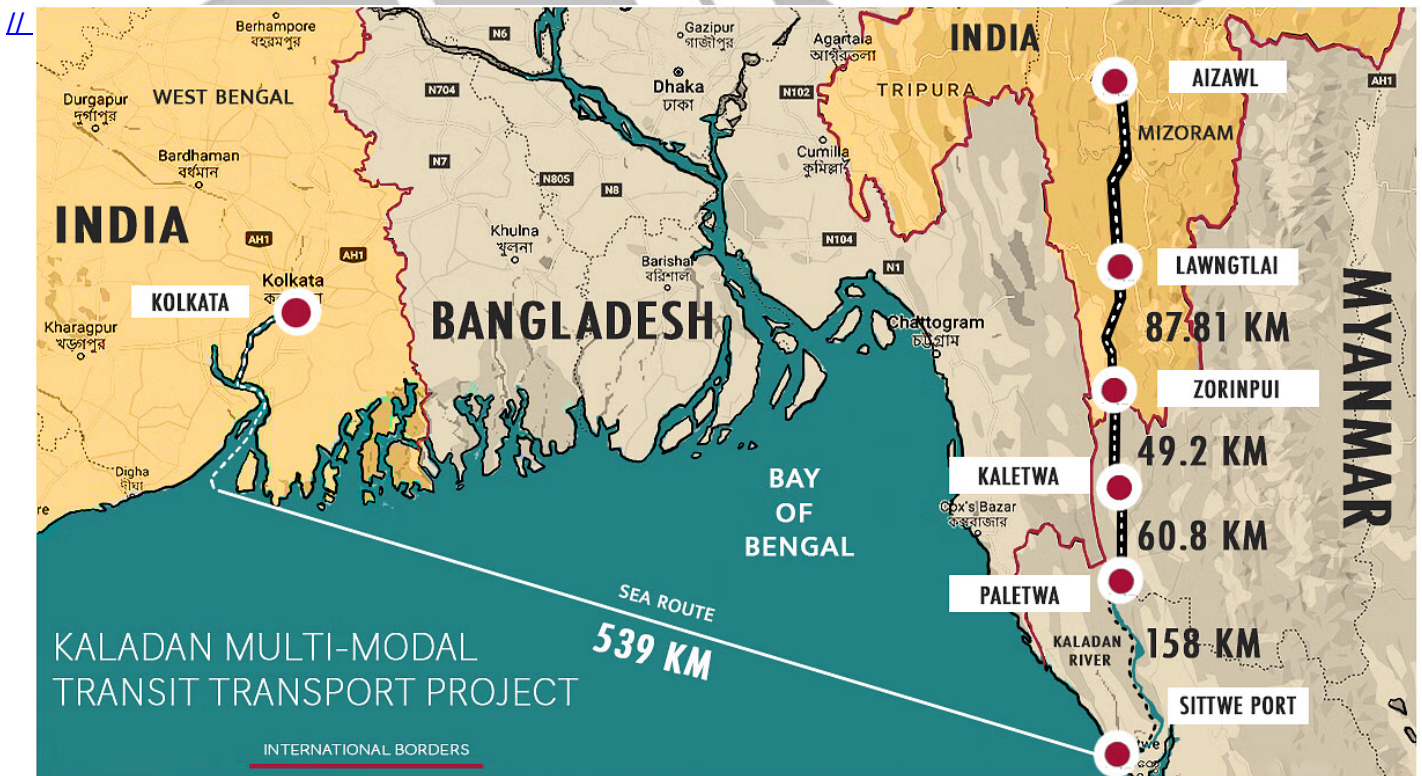 //
Berhampore
বহরমপুর
WEST BENGAL
Durgapur
দুর্গাপুর
Bardhaman
বর্ধমান
INDIA
AH1
AH1
Kolkata
KOLKATA
Kharagpur
খড়গপুর
Digha
দীঘা
re
N6
N704
N7
N805
N8
Gazipur
গাজীপুর
Dhaka
ঢাকা
N102
Agartala
আগরতলা
Cumilla
কুমিল্লা
Khulna
খুলনা
Barishal
বরিশাল
N104
N1
BANGLADESH
Chattogram
চট্টগ্রাম
Cox's Bazar
কক্সবাজার
INDIA
TRIPURA
AIZAWL
MIZORAM
AH1
LAWNGTLAI
87.81 KM
ZORINPUI
49.2 KM
KALETWA
60.8 KM
PALETWA
KALADAN
RIVER
158 KM
SITTWE PORT
MYANMAR
BAY
OF
BENGAL
SEA ROUTE
539 KM
KALADAN MULTI-MODAL
TRANSIT TRANSPORT PROJECT
INTERNATIONAL BORDERS